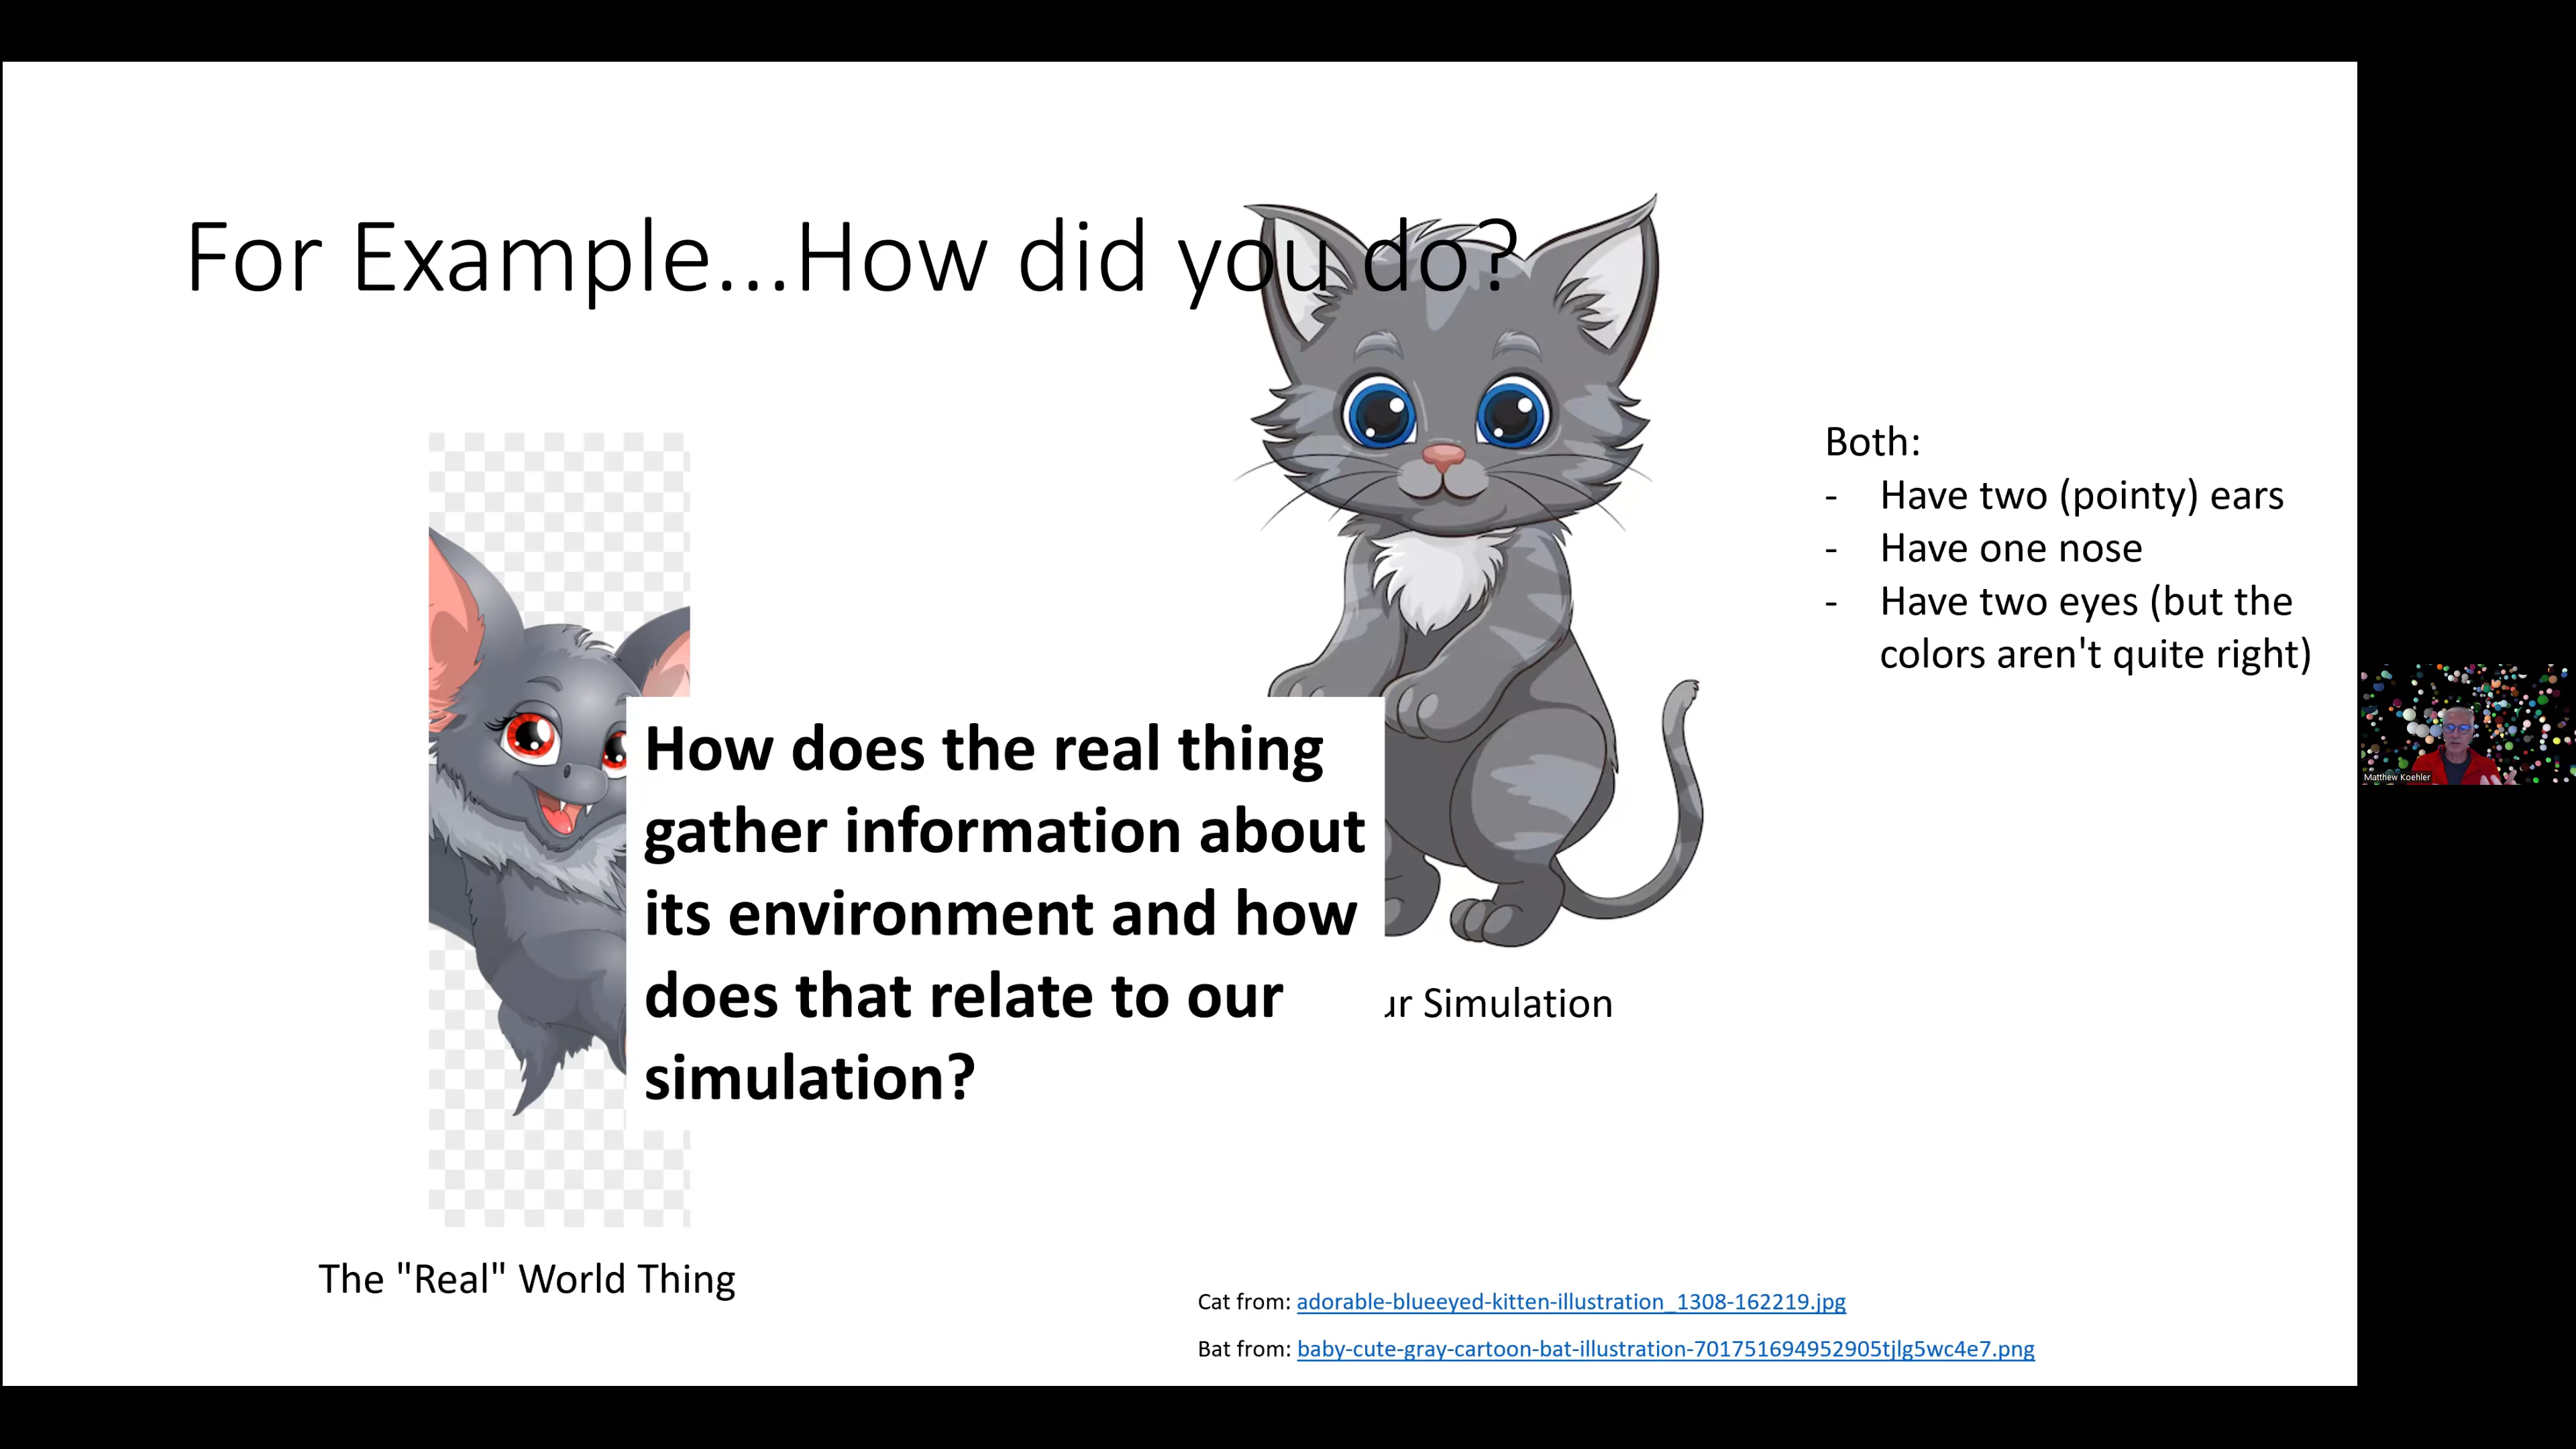 For Example...How did you do?
Both:
- Have two (pointy) ears
- Have one nose
- Have two eyes (but the
colors aren't quite right)
How does the real thing
gather information about
its environment and how
does that relate to our
simulation?
ur Simulation
The "Real" World Thing
Cat from: adorable-blueeyed-kitten-illustration_1308-162219.jpg
Bat from: baby-cute-gray-cartoon-bat-illustration-701751694952905tjlg5wc4e7.png
Matthew Koehler